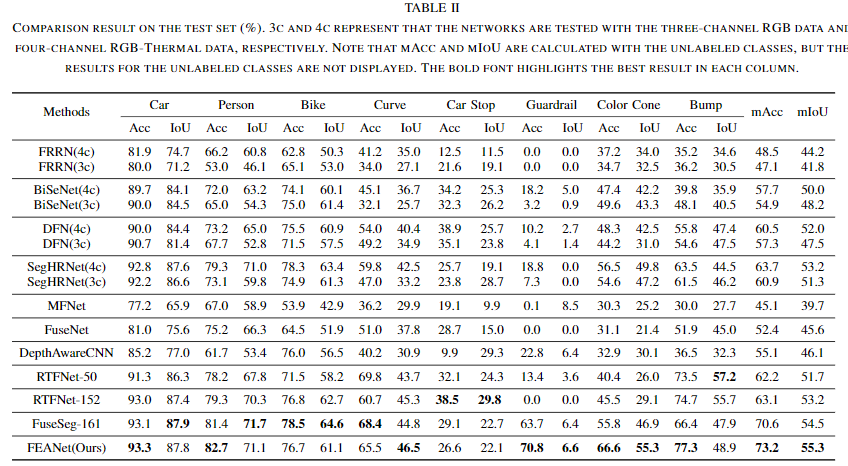 TABLE II
COMPARISON RESULT ON THE TEST SET (%). 3C AND 4C REPRESENT THAT THE NETWORKS ARE TESTED WITH THE THREE-CHANNEL RGB DATA AND
FOUR-CHANNEL RGB-THERMAL DATA, RESPECTIVELY. NOTE THAT MACC AND MIOU ARE CALCULATED WITH THE UNLABELED CLASSES, BUT THE
RESULTS FOR THE UNLABELED CLASSES ARE NOT DISPLAYED. THE BOLD FONT HIGHLIGHTS THE BEST RESULT IN EACH COLUMN.
Methods Car Person Bike Curve Car Stop Guardrail Color Cone Bump mAcc mIoU
Acc IoU Acc IoU Acc IoU Acc IoU Acc IoU Acc IoU Acc IoU Acc IoU
FRRN(4c) 81.9 74.7 66.2 60.8 62.8 50.3 41.2 35.0 12.5 11.5 0.0 0.0 37.2 34.0 35.2 34.6 48.5 44.2
FRRN(3c) 80.0 71.2 53.0 46.1 65.1 53.0 34.0 27.1 21.6 19.1 0.0 0.0 34.7 32.5 36.2 30.5 47.1 41.8
BiSeNet(4c) 89.7 84.1 72.0 63.2 74.1 60.1 45.1 36.7 34.2 25.3 18.2 5.0 47.4 42.2 39.8 35.9 57.7 50.0
BiSeNet(3c) 90.0 84.5 65.0 54.3 75.0 61.4 32.1 25.7 32.3 26.2 3.2 0.9 49.6 43.3 48.1 40.5 54.9 48.2
DFN(4c) 90.0 84.4 73.2 65.0 75.5 60.9 54.0 40.4 38.9 25.7 10.2 2.7 48.3 42.5 55.8 47.4 60.5 52.0
DFN(3c) 90.7 81.4 67.7 52.8 71.5 57.5 49.2 34.9 35.1 23.8 4.1 1.4 44.2 31.0 54.6 47.5 57.3 47.5
SegHRNet(4c) 92.8 87.6 79.3 71.0 78.3 63.4 59.8 42.5 25.7 19.1 18.8 0.0 56.5 49.8 63.5 44.5 63.7 53.2
SegHRNet(3c) 92.2 86.6 73.1 59.8 74.9 61.3 47.0 33.2 23.8 28.7 7.3 0.0 54.6 47.2 61.5 46.2 60.9 51.3
MFNet 77.2 65.9 67.0 58.9 53.9 42.9 36.2 29.9 19.1 9.9 0.1 8.5 30.3 25.2 30.0 27.7 45.1 39.7
FuseNet 81.0 75.6 75.2 66.3 64.5 51.9 51.0 37.8 28.7 15.0 0.0 0.0 31.1 21.4 51.9 45.0 52.4 45.6
DepthAwareCNN 85.2 77.0 61.7 53.4 76.0 56.5 40.2 30.9 9.9 29.3 22.8 6.4 32.9 30.1 36.5 32.3 55.1 46.1
RTFNet-50 91.3 86.3 78.2 67.8 71.5 58.2 69.8 43.7 32.1 24.3 13.4 3.6 40.4 26.0 73.5 57.2 62.2 51.7
RTFNet-152 93.0 87.4 79.3 70.3 76.8 62.7 60.7 45.3 38.5 29.8 0.0 0.0 45.5 29.1 74.7 55.7 63.1 53.2
FuseSeg-161 93.1 87.9 81.4 71.7 78.5 64.6 68.4 44.8 29.1 22.7 63.7 6.4 55.8 46.9 66.4 47.9 70.6 54.5
FEANet(Ours) 93.3 87.8 82.7 71.1 76.7 61.1 65.5 46.5 26.6 22.1 70.8 6.6 66.6 55.3 77.3 48.9 73.2 55.3